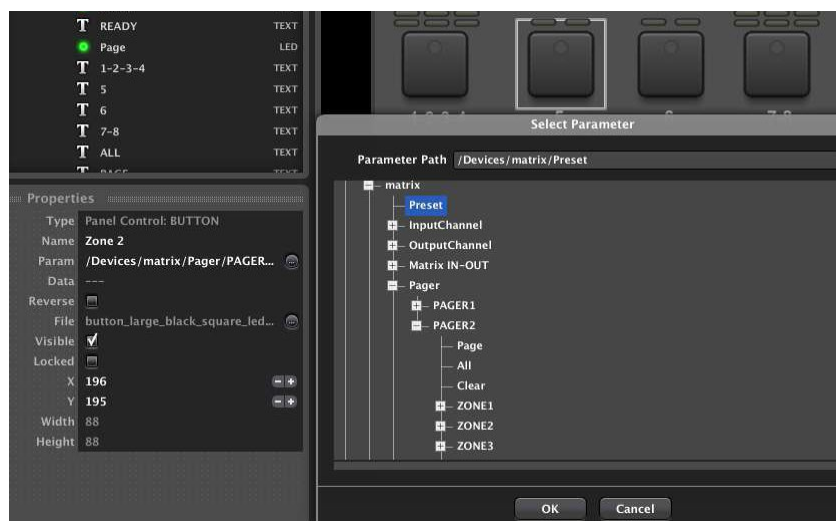 READY TEXT
Page LED
1-2-3-4 TEXT
5 TEXT
6 TEXT
7-8 TEXT
ALL TEXT
Properties
Type Panel Control: BUTTON
Name Zone 2
Param /Devices/matrix/Pager/PAGER...
Data ---
Reverse
File button_large_black_square_led...
Visible
Locked
X 196
Y 195
Width 88
Height 88
Select Parameter
Parameter Path /Devices/matrix/Preset
matrix
Preset
InputChannel
OutputChannel
Matrix IN-OUT
Pager
PAGER1
PAGER2
Page
All
Clear
ZONE1
ZONE2
ZONE3
OK Cancel